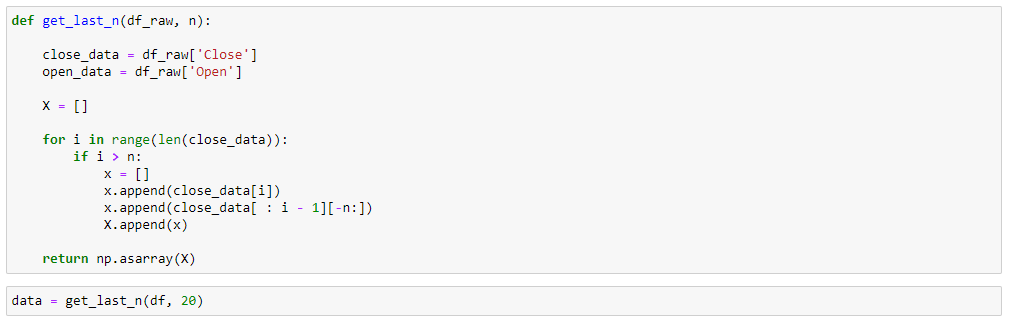 def get_last_n(df_raw, n):
    close_data = df_raw['Close']
    open_data = df_raw['Open']
    X = []
    for i in range(len(close_data)):
        if i > n:
            x = []
            x.append(close_data[i])
            x.append(close_data[ : i - 1][-n:])
            X.append(x)
    return np.asarray(X)
data = get_last_n(df, 20)